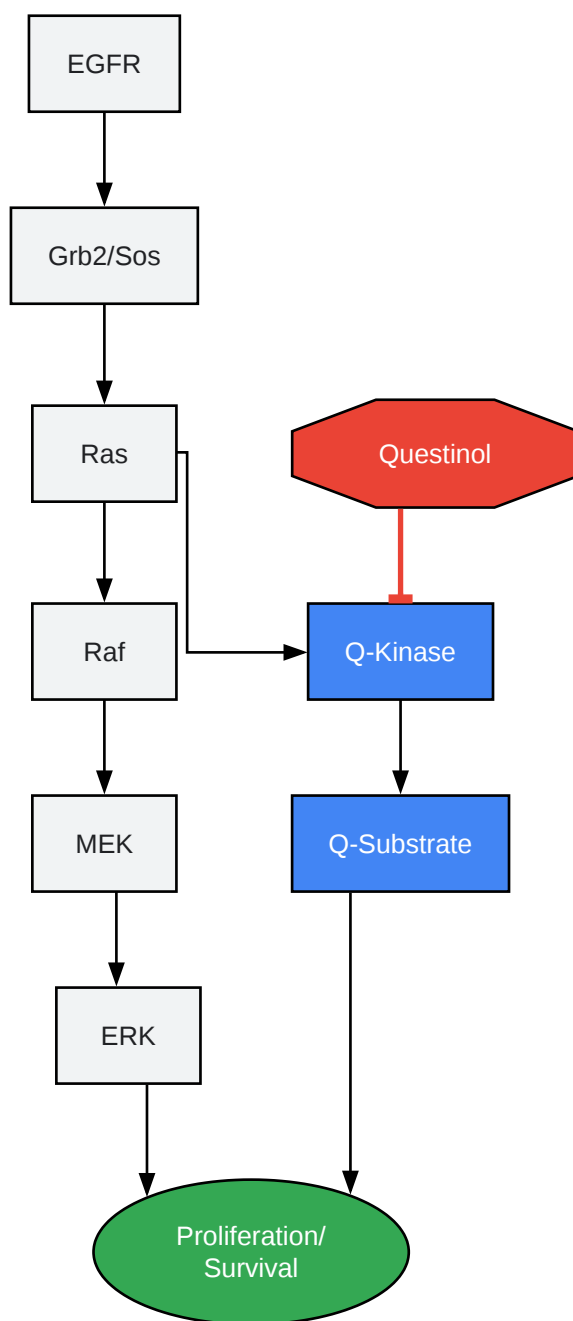 EGFR
Grb2/Sos
Ras
Questinol
Raf
Q-Kinase
MEK
Q-Substrate
ERK
Proliferation/
Survival